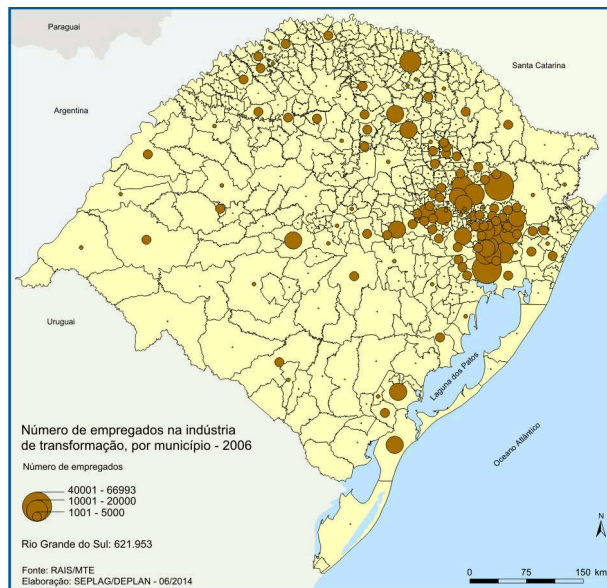 Paraguai
Santa Catarina
Argentina
Uruguai
Laguna dos Patos
Oceano Atlântico
Número de empregados na indústria
de transformação, por município - 2006
Número de empregados
40001 - 66993
10001 - 20000
1001 - 5000
Rio Grande do Sul: 621.953
Fonte: RAIS/MTE
Elaboração: SEPLAG/DEPLAN - 06/2014
N
0 75 150 km